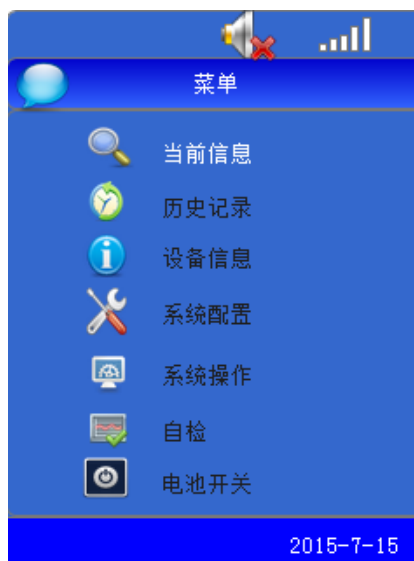 菜单
当前信息
历史记录
设备信息
系统配置
系统操作
自检
电池开关
2015-7-15